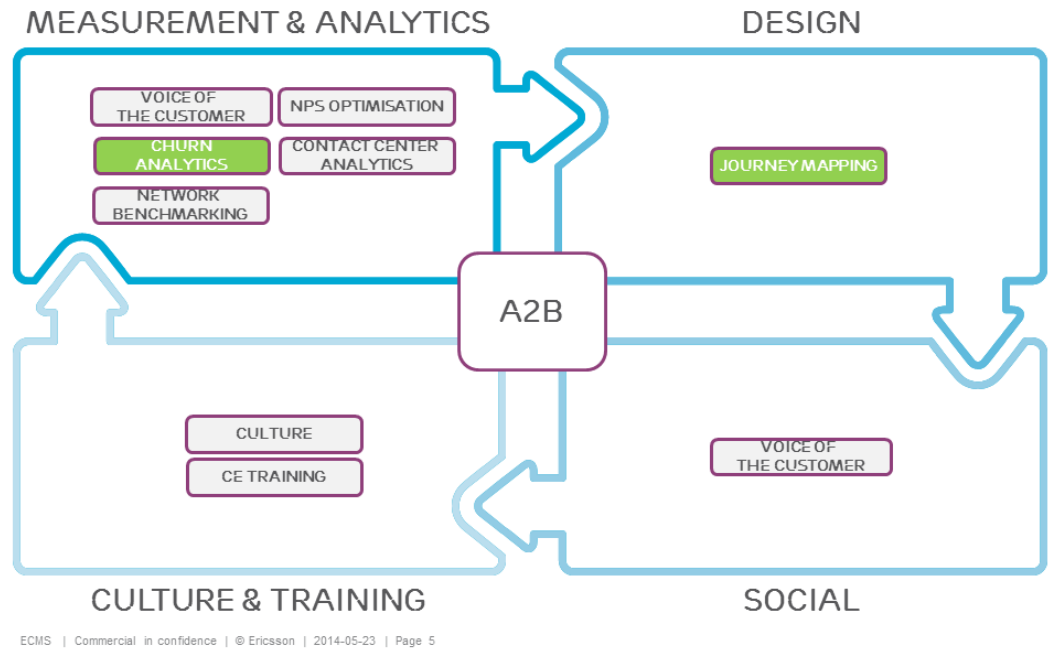 MEASUREMENT & ANALYTICS
DESIGN
VOICE OF
THE CUSTOMER
NPS OPTIMISATION
CHURN
ANALYTICS
CONTACT CENTER
ANALYTICS
NETWORK
BENCHMARKING
JOURNEY MAPPING
A2B
CULTURE
CE TRAINING
VOICE OF
THE CUSTOMER
CULTURE & TRAINING
SOCIAL
ECMS | Commercial in confidence | © Ericsson | 2014-05-23 | Page 5